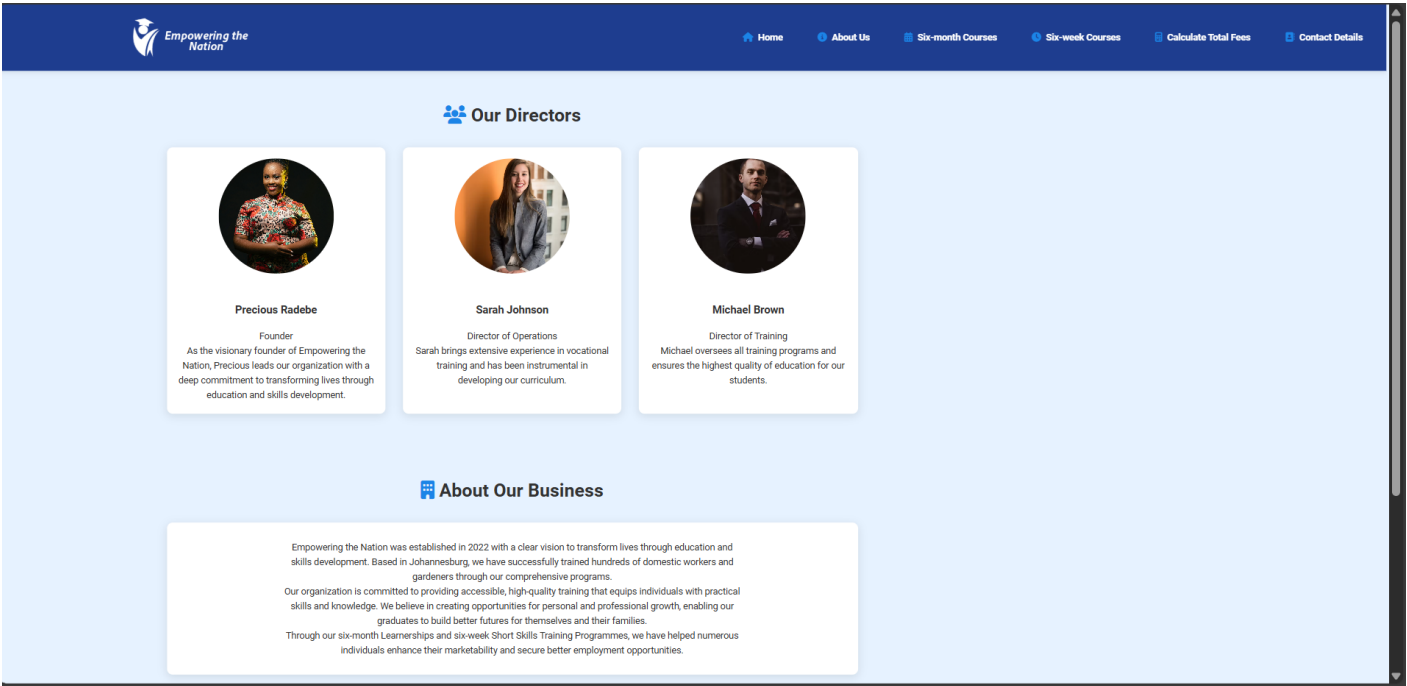 Empowering the
Nation
Home
About Us
Six-month Courses
Six-week Courses
Calculate Total Fees
Contact Details
Our Directors
Precious Radebe
Founder
As the visionary founder of Empowering the
Nation, Precious leads our organization with a
deep commitment to transforming lives through
education and skills development.
Sarah Johnson
Director of Operations
Sarah brings extensive experience in vocational
training and has been instrumental in
developing our curriculum.
Michael Brown
Director of Training
Michael oversees all training programs and
ensures the highest quality of education for our
students.
About Our Business
Empowering the Nation was established in 2022 with a clear vision to transform lives through education and
skills development. Based in Johannesburg, we have successfully trained hundreds of domestic workers and
gardeners through our comprehensive programs.
Our organization is committed to providing accessible, high-quality training that equips individuals with practical
skills and knowledge. We believe in creating opportunities for personal and professional growth, enabling our
graduates to build better futures for themselves and their families.
Through our six-month Learnerships and six-week Short Skills Training Programmes, we have helped numerous
individuals enhance their marketability and secure better employment opportunities.